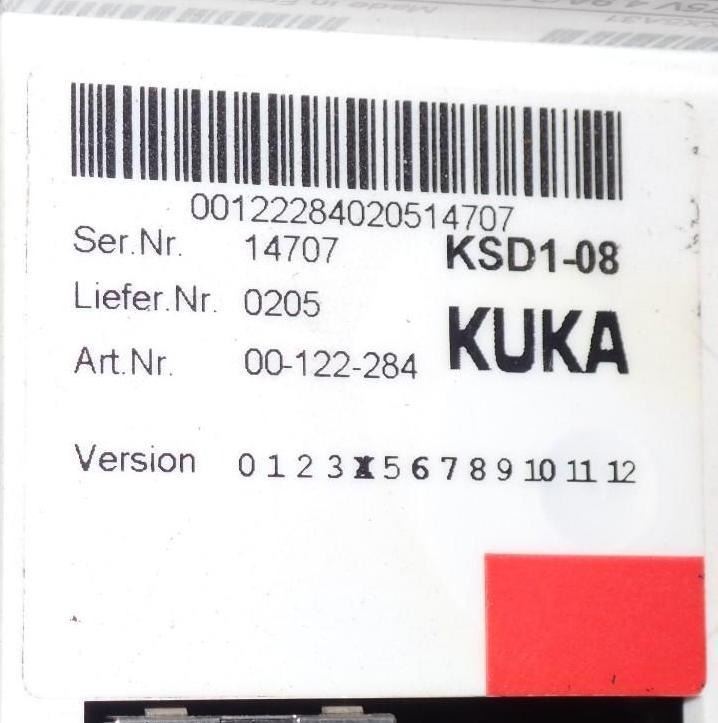 00122284020514707
Ser.Nr. 14707 KSD1-08
Liefer.Nr. 0205
KUKA
Art.Nr. 00-122-284
Version 0 1 2 3 5 6 7 8 9 10 11 12